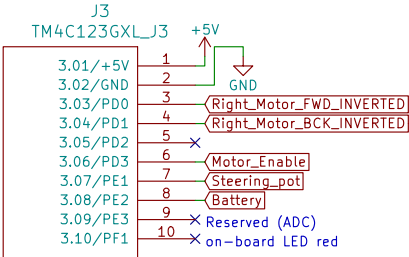 J3
TM4C123GXL_J3
+5V
3.01/+5V 1
3.02/GND 2 GND
3.03/PD0 3 Right_Motor_FWD_INVERTED
3.04/PD1 4 Right_Motor_BCK_INVERTED
3.05/PD2 5
3.06/PD3 6 Motor_Enable
3.07/PE1 7 Steering_pot
3.08/PE2 8 Battery
3.09/PE3 9 Reserved (ADC)
3.10/PF1 10 on-board LED red